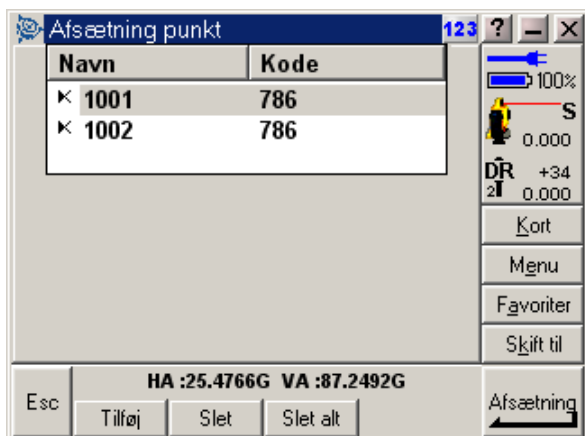 Afsætning punkt 123 ?
Navn Kode
1001 786
1002 786
100%
S
0.000
DR +34
2 0.000
Kort
Menu
Favoriter
Skift til
HA :25.4766G VA :87.2492G
Esc Tilføj Slet Slet alt Afsætning